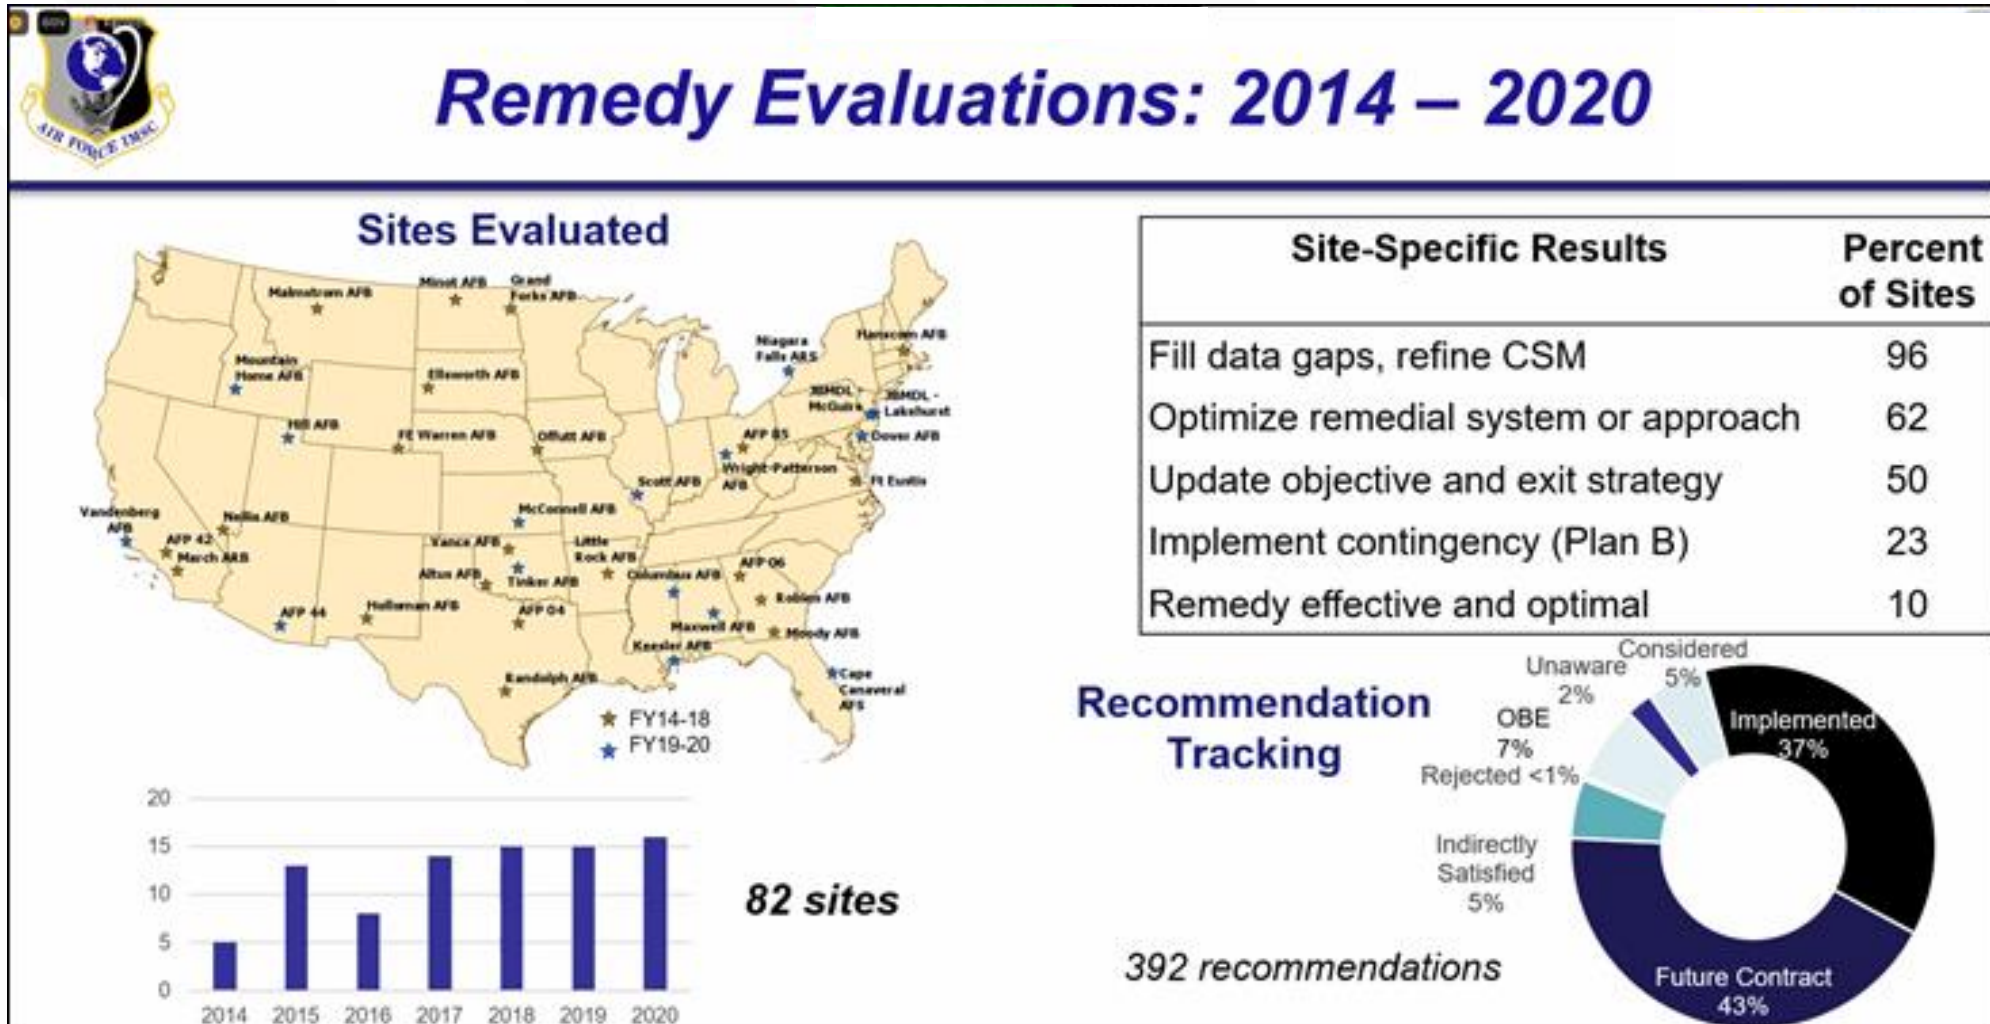 GOV
AIR FORCE IMSC
Remedy Evaluations: 2014 – 2020
Sites Evaluated
Malmstrom AFB
Minot AFB
Grand
Forks AFB
Mountain
Home AFB
Ellsworth AFB
Niagara
Falls ARS
Hanscom AFB
JBMDL -
McGuire
JBMDL -
Lakehurst
Dover AFB
Hill AFB
FE Warren AFB
Offutt AFB
AFP 85
Wright-Patterson
AFB
Ft Eustis
Scott AFB
McConnell AFB
Vandenberg
AFB
Nellis AFB
AFP 42
March ARB
Vance AFB
Little
Rock AFB
Altus AFB
Tinker AFB
Columbus AFB
AFP 06
Robins AFB
AFP 44
Holloman AFB
AFP 04
Maxwell AFB
Moody AFB
Keesler AFB
Randolph AFB
Cape
Canaveral
AFS
FY14-18
FY19-20
20
15
10
5
0
2014 2015 2016 2017 2018 2019 2020
82 sites
Site-Specific Results Percent
of Sites
Fill data gaps, refine CSM 96
Optimize remedial system or approach 62
Update objective and exit strategy 50
Implement contingency (Plan B) 23
Remedy effective and optimal 10
Recommendation
Tracking
392 recommendations
Considered
5%
Unaware
2%
OBE
7%
Rejected <1%
Indirectly
Satisfied
5%
Implemented
37%
Future Contract
43%